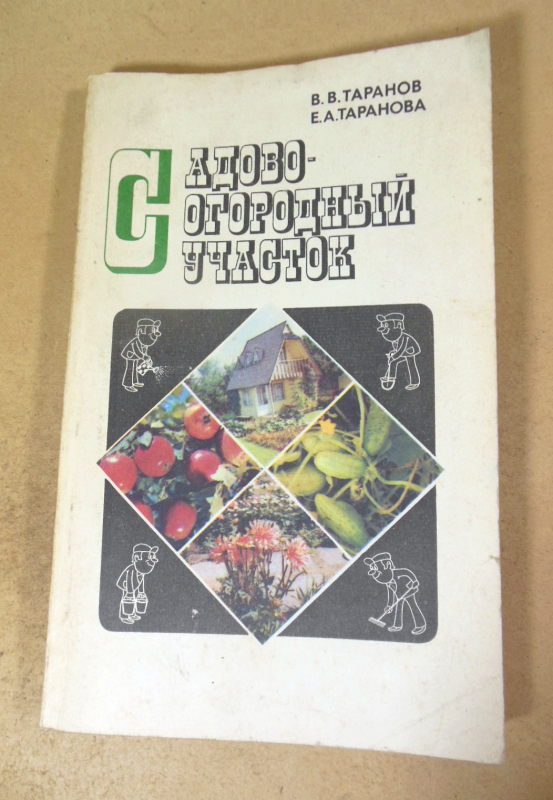 В. В. ТАРАНОВ
Е. А. ТАРАНОВА
САДОВО-
ОГОРОДНЫЙ
УЧАСТОК